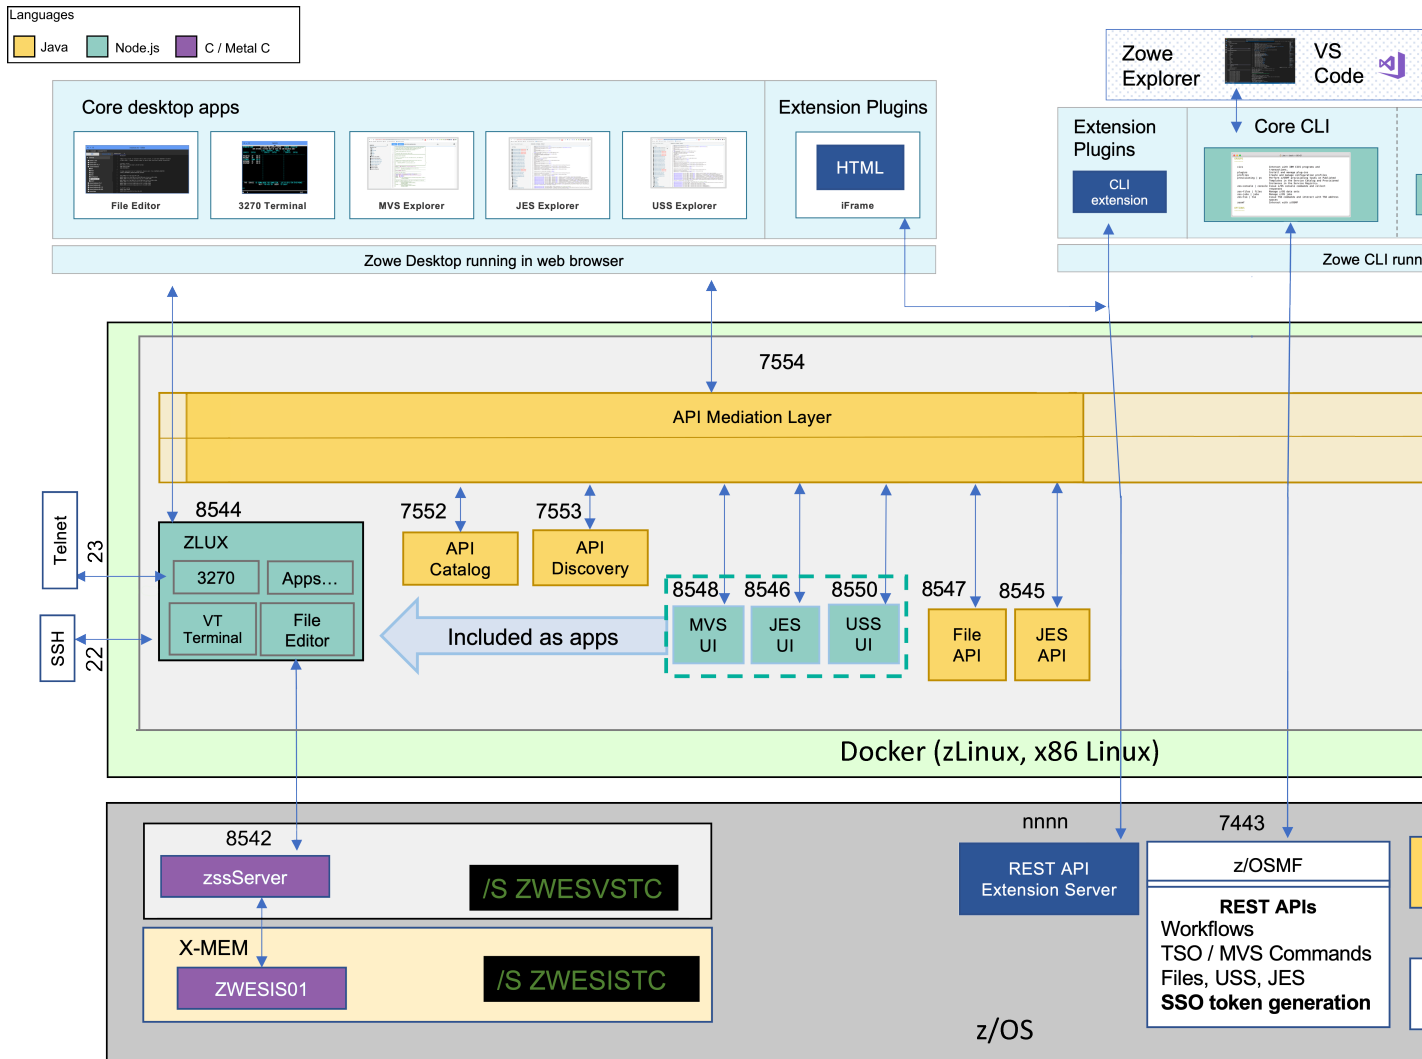 Languages
Java
Node.js
C / Metal C
Zowe
Explorer
VS
Code
Core desktop apps
Extension Plugins
File Editor
3270 Terminal
MVS Explorer
JES Explorer
USS Explorer
HTML
iFrame
Extension
Plugins
Core CLI
CLI
extension
Zowe Desktop running in web browser
Zowe CLI runn
7554
API Mediation Layer
Telnet
23
SSH
22
8544
ZLUX
3270
Apps...
VT
Terminal
File
Editor
7552
API
Catalog
7553
API
Discovery
Included as apps
8548
MVS
UI
8546
JES
UI
8550
USS
UI
8547
File
API
8545
JES
API
Docker (zLinux, x86 Linux)
8542
zssServer
/S ZWESVSTC
X-MEM
ZWESIS01
/S ZWESISTC
nnnn
REST API
Extension Server
7443
z/OSMF
REST APIs
Workflows
TSO / MVS Commands
Files, USS, JES
SSO token generation
z/OS